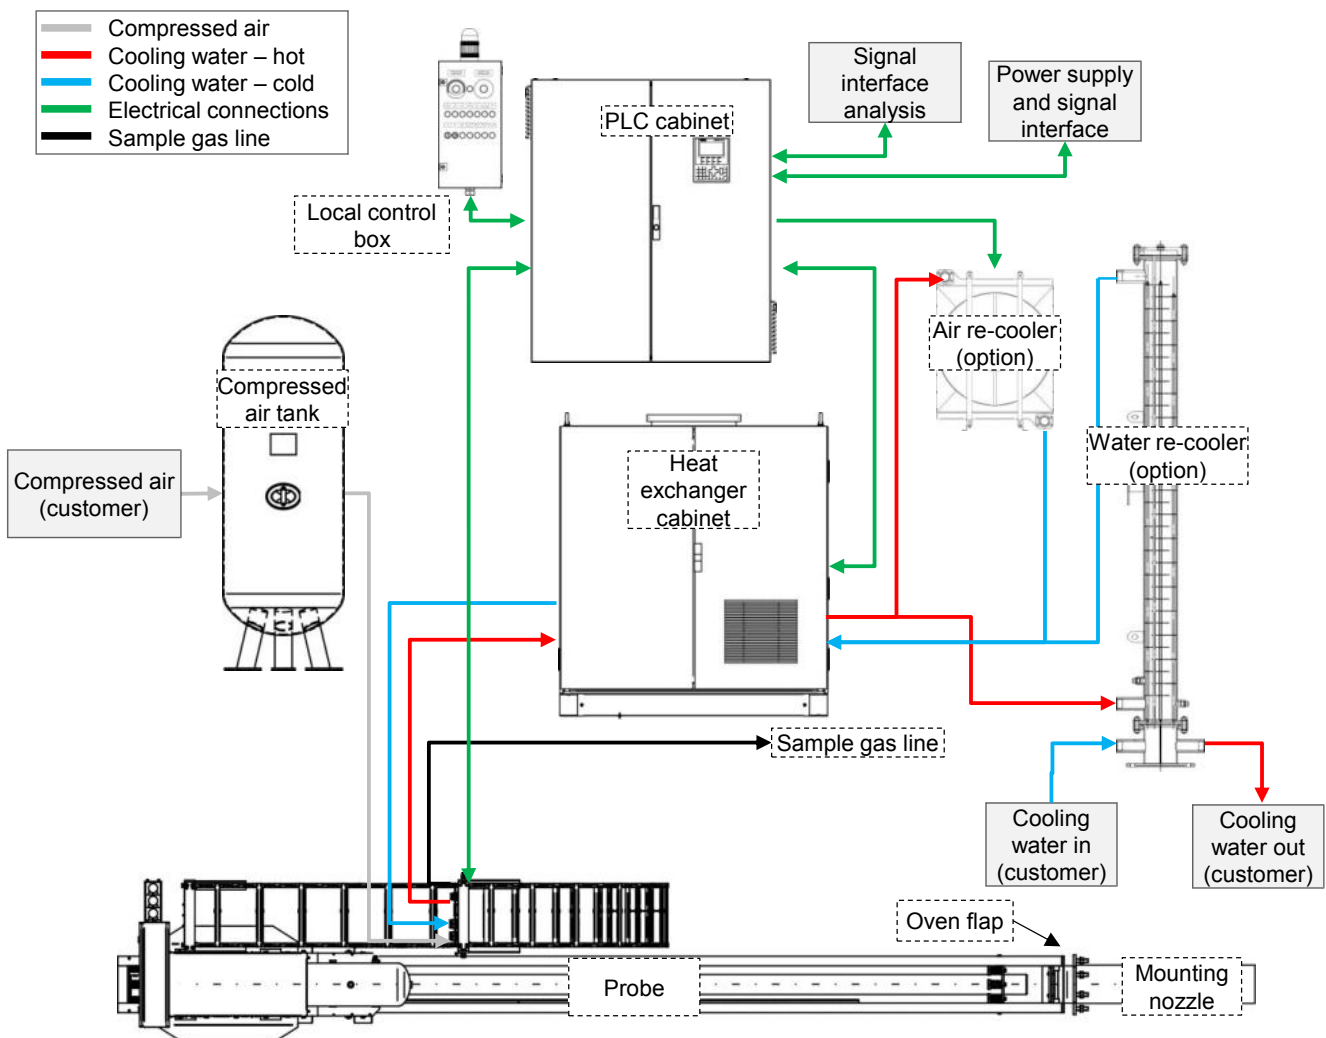 Compressed air
Cooling water – hot
Cooling water – cold
Electrical connections
Sample gas line
Signal
interface
analysis
Power supply
and signal
interface
PLC cabinet
Local control
box
Air re-cooler
(option)
Compressed
air tank
Water re-cooler
(option)
Heat
exchanger
cabinet
Compressed air
(customer)
Sample gas line
Cooling
water in
(customer)
Cooling
water out
(customer)
Oven flap
Probe
Mounting
nozzle